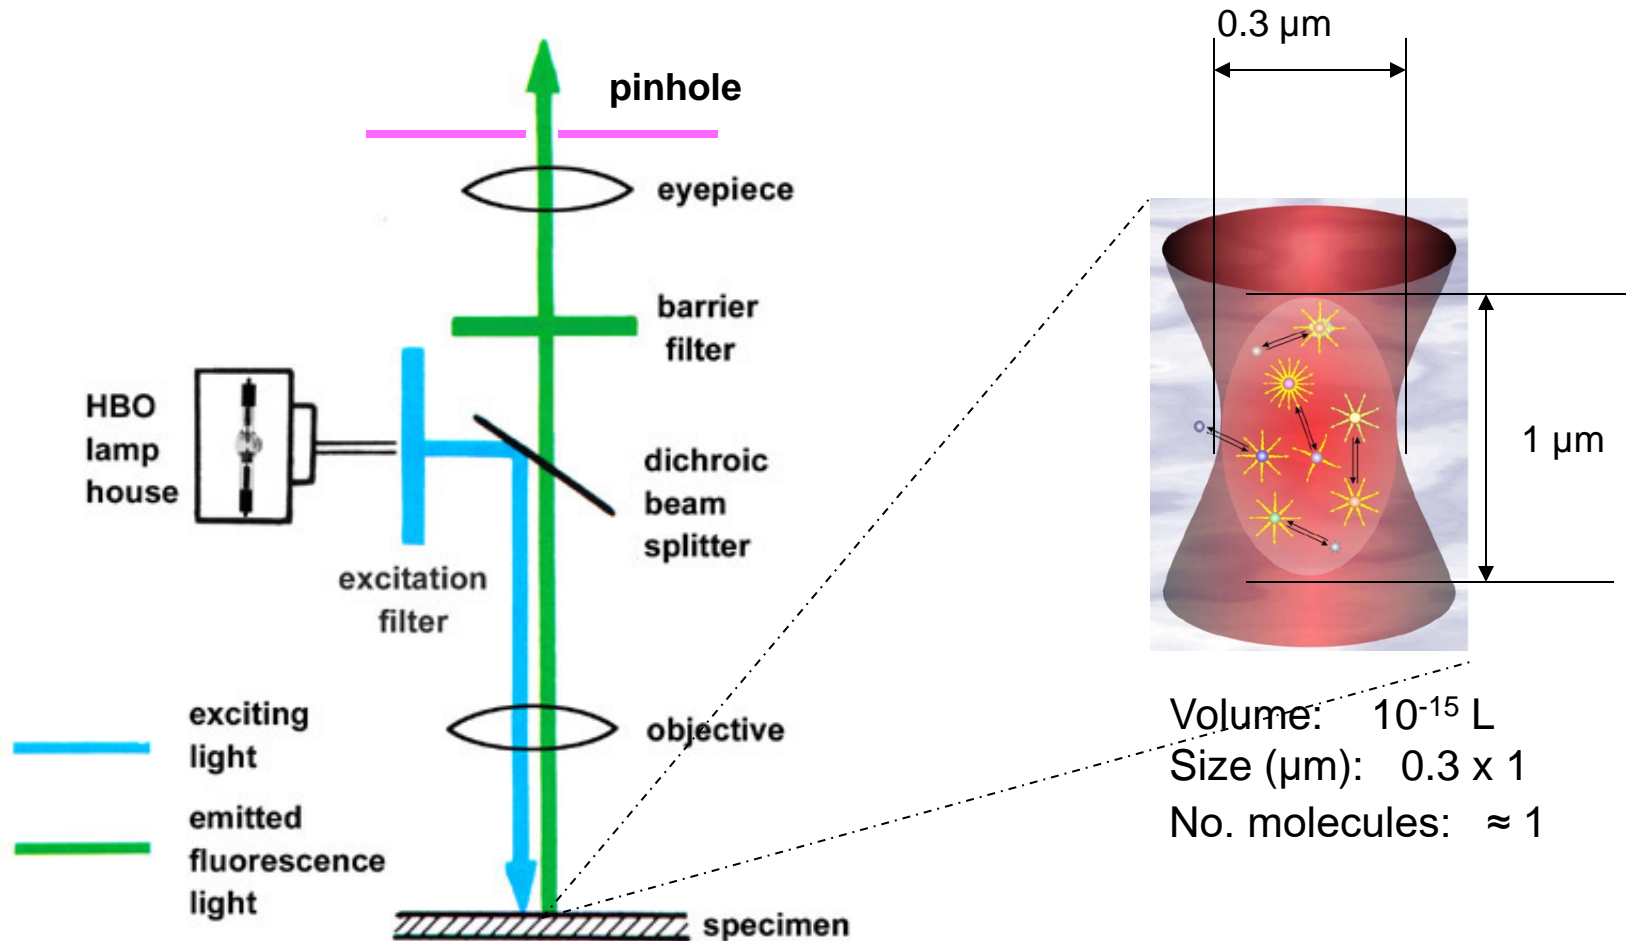 0.3 µm
pinhole
eyepiece
barrier
filter
HBO
lamp
house
dichroic
beam
splitter
excitation
filter
1 µm
exciting
light
objective
emitted
fluorescence
light
specimen
Volume: 10⁻¹⁵ L
Size (µm): 0.3 x 1
No. molecules: ≈ 1